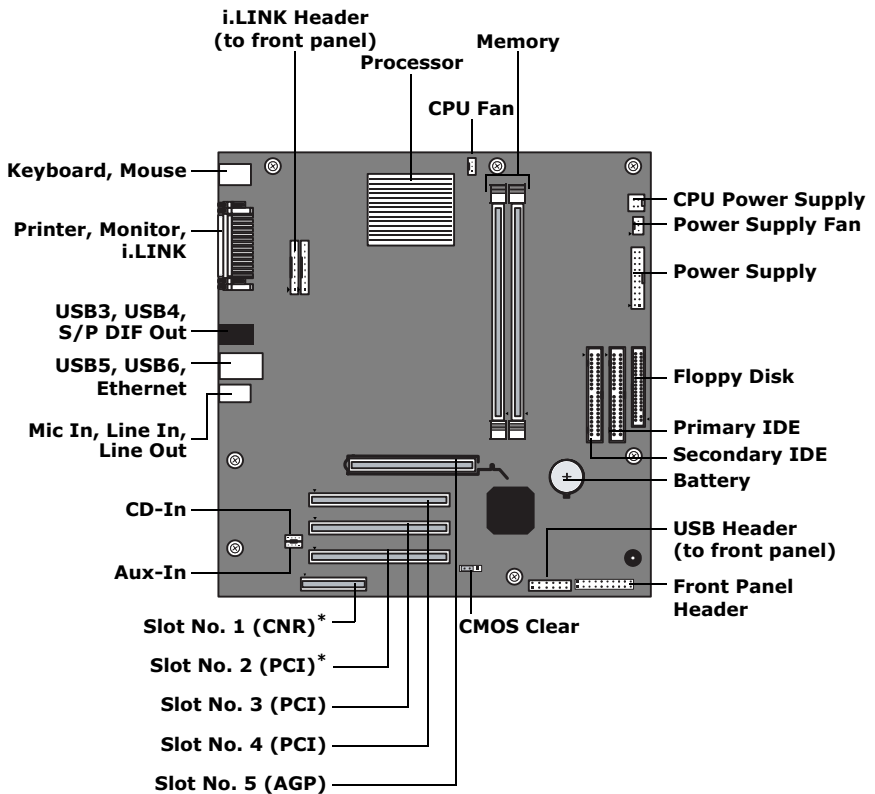 i.LINK Header
(to front panel)
Processor
Memory
CPU Fan
Keyboard, Mouse
Printer, Monitor,
i.LINK
USB3, USB4,
S/P DIF Out
USB5, USB6,
Ethernet
Mic In, Line In,
Line Out
CD-In
Aux-In
CPU Power Supply
Power Supply Fan
Power Supply
Floppy Disk
Primary IDE
Secondary IDE
Battery
USB Header
(to front panel)
Front Panel
Header
CMOS Clear
Slot No. 1 (CNR)*
Slot No. 2 (PCI)*
Slot No. 3 (PCI)
Slot No. 4 (PCI)
Slot No. 5 (AGP)